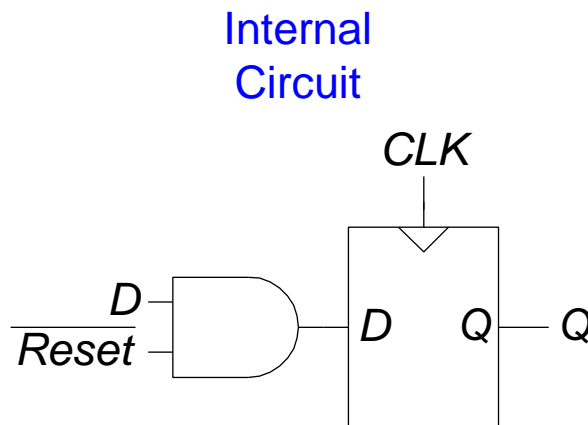 Internal
Circuit
CLK
D
Reset
D
Q
Q